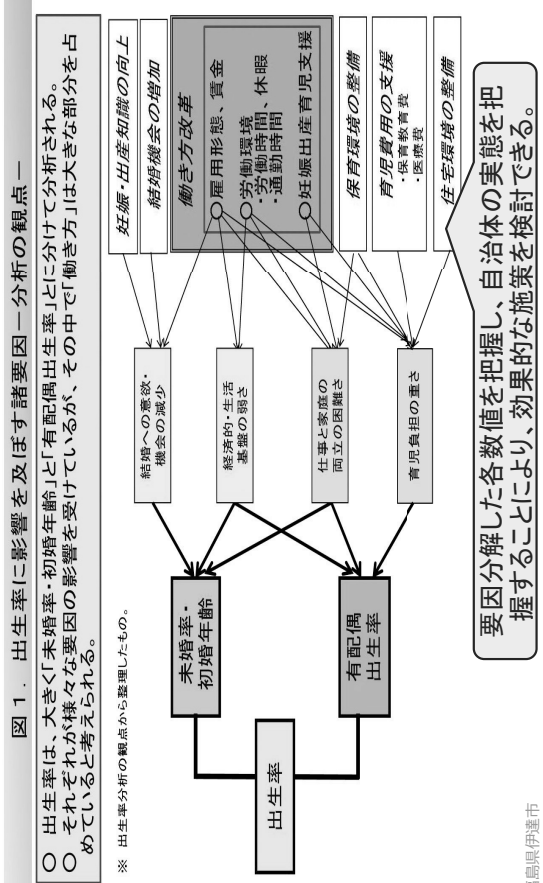 図１．出生率に影響を及ぼす諸要因－分析の観点－
○ 出生率は、大きく「未婚率・初婚年齢」と「有配偶出生率」とに分けて分析される。
○ それぞれが様々な要因の影響を受けているが、その中で「働き方」は大きな部分を占
めていると考えられる。
※ 出生率分析の観点から整理したもの。
出生率
未婚率・
初婚年齢
有配偶
出生率
結婚への意欲・
機会の減少
経済的・生活
基盤の弱さ
仕事と家庭の
両立の困難さ
育児負担の重さ
妊娠・出産知識の向上
結婚機会の増加
働き方改革
○雇用形態、賃金
○労働環境
・労働時間、休暇
・通勤時間
○妊娠出産育児支援
保育環境の整備
育児費用の支援
・保育教育費
・医療費
住宅環境の整備
要因分解した各数値を把握し、自治体の実態を把
握することにより、効果的な施策を検討できる。
島県伊達市